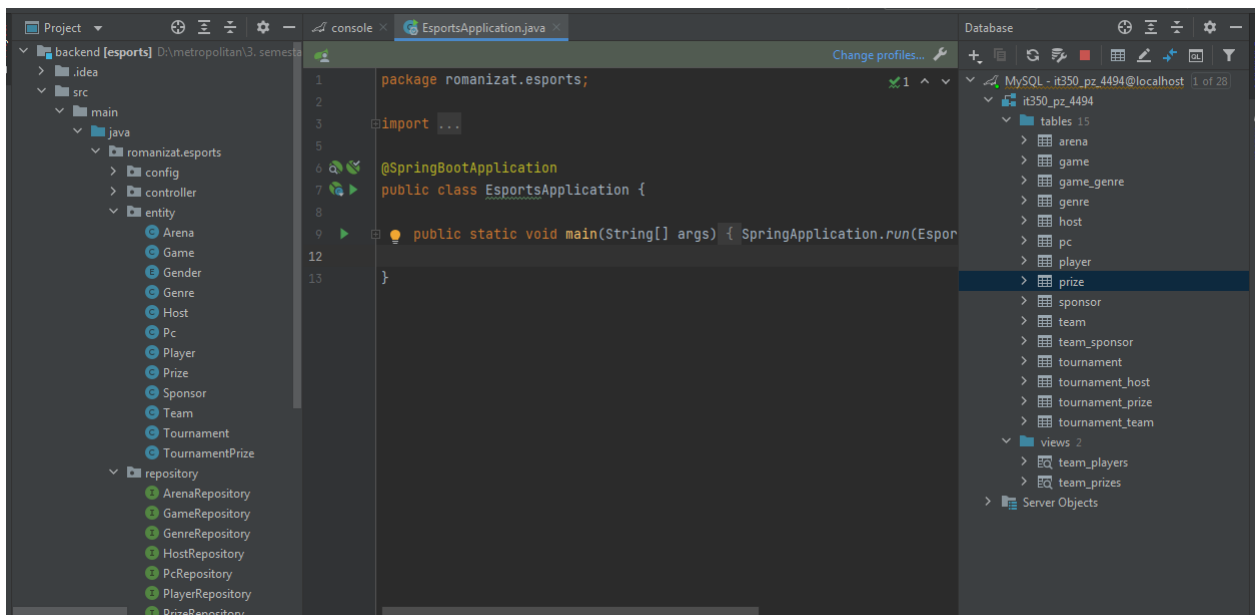 Project
backend [esports] D:\metropolitan\3. semesta
.idea
src
main
java
romanizat.esports
config
controller
entity
Arena
Game
Gender
Genre
Host
Pc
Player
Prize
Sponsor
Team
Tournament
TournamentPrize
repository
ArenaRepository
GameRepository
GenreRepository
HostRepository
PcRepository
PlayerRepository
PrizeRepository
console
EsportsApplication.java
Change profiles...
1 package romanizat.esports;
1
2
3 import ...
5
6 @SpringBootApplication
7 public class EsportsApplication {
8
9 public static void main(String[] args) { SpringApplication.run(Espor
12
13 }
Database
QL
MySQL - it350_pz_4494@localhost 1 of 28
it350_pz_4494
tables 15
arena
game
game_genre
genre
host
pc
player
prize
sponsor
team
team_sponsor
tournament
tournament_host
tournament_prize
tournament_team
views 2
team_players
team_prizes
Server Objects